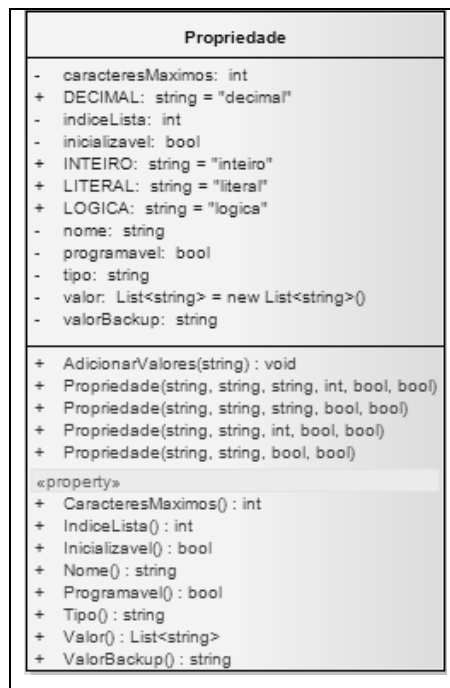 Propriedade
- caracteresMaximos: int
+ DECIMAL: string = "decimal"
- indiceLista: int
- inicializavel: bool
+ INTEIRO: string = "inteiro"
+ LITERAL: string = "literal"
+ LOGICA: string = "logica"
- nome: string
- programavel: bool
- tipo: string
- valor: List<string> = new List<string>()
- valorBackup: string
+ AdicionarValores(string) : void
+ Propriedade(string, string, string, int, bool, bool)
+ Propriedade(string, string, string, bool, bool)
+ Propriedade(string, string, int, bool, bool)
+ Propriedade(string, string, bool, bool)
«property»
+ CaracteresMaximos() : int
+ IndiceLista() : int
+ Inicializavel() : bool
+ Nome() : string
+ Programavel() : bool
+ Tipo() : string
+ Valor() : List<string>
+ ValorBackup() : string